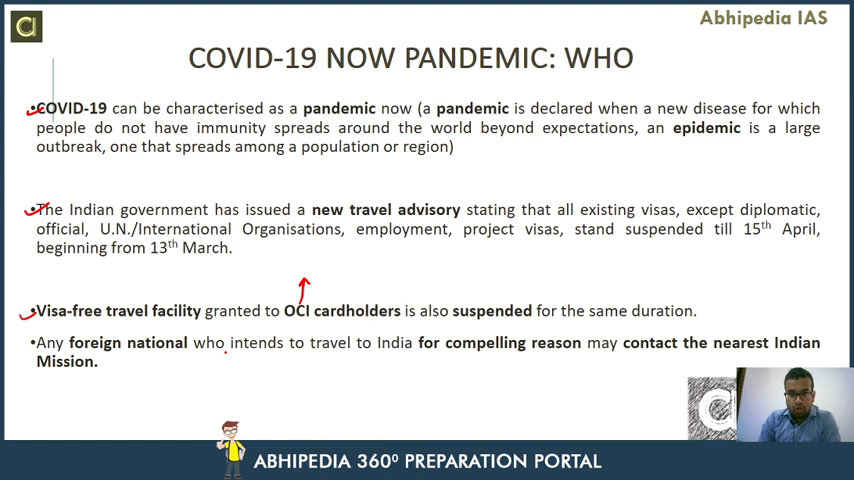 Abhipedia IAS
COVID-19 NOW PANDEMIC: WHO
•COVID-19 can be characterised as a pandemic now (a pandemic is declared when a new disease for which
people do not have immunity spreads around the world beyond expectations, an epidemic is a large
outbreak, one that spreads among a population or region)
•The Indian government has issued a new travel advisory stating that all existing visas, except diplomatic,
official, U.N./International Organisations, employment, project visas, stand suspended till 15th April,
beginning from 13th March.
•Visa-free travel facility granted to OCI cardholders is also suspended for the same duration.
•Any foreign national who intends to travel to India for compelling reason may contact the nearest Indian
Mission.
ABHIPEDIA 360⁰ PREPARATION PORTAL